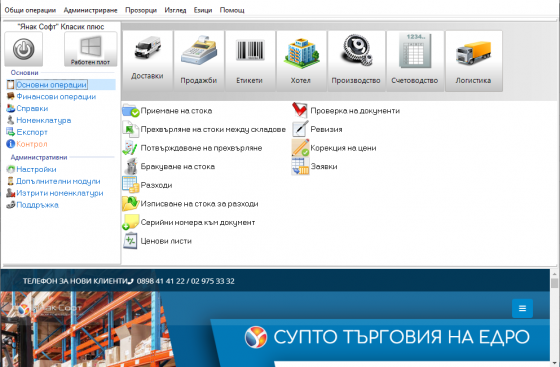 Общи операции Администриране Прозорци Изглед Езици Помощ
"Янак Софт" Класик плюс
Работен плот
Основни
Основни операции
Финансови операции
Справки
Номенклатура
Експорт
Контрол
Административни
Настройки
Допълнителни модули
Изтрити номенклатури
Поддръжка
Доставки
Продажби
Етикети
Хотел
Производство
1234..
Счетоводство
Логистика
Приемане на стока
Прехвърляне на стоки между складове
Потвърждаване на прехвърляне
Бракуване на стока
Разходи
Изписване на стока за разходи
Серийни номера към документ
Ценови листи
Проверка на документи
Ревизия
Корекция на цени
Заявки
ТЕЛЕФОН ЗА НОВИ КЛИЕНТИ 0898 41 41 22 / 02 975 33 32
Янак Софт
СУПТО ТЪРГОВИЯ НА ЕДРО